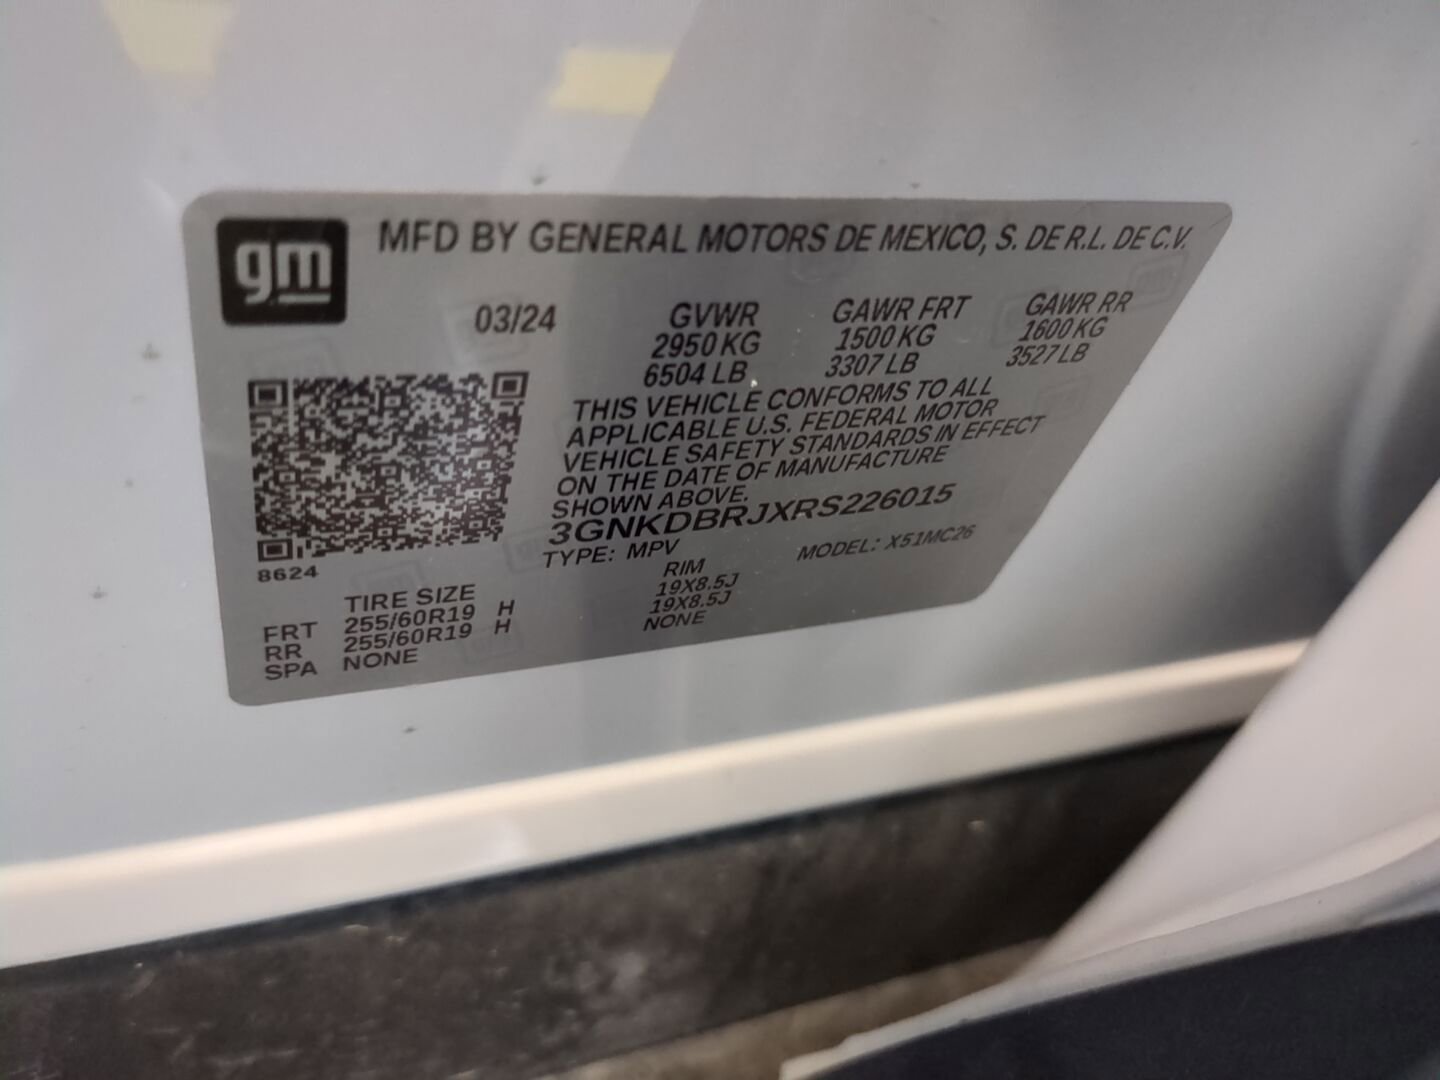 gm
MFD BY GENERAL MOTORS DE MEXICO, S. DE R.L. DE C.V.
03/24 GVWR GAWR FRT GAWR RR
2950 KG 1500 KG 1600 KG
6504 LB 3307 LB 3527 LB
THIS VEHICLE CONFORMS TO ALL
APPLICABLE U.S. FEDERAL MOTOR
VEHICLE SAFETY STANDARDS IN EFFECT
ON THE DATE OF MANUFACTURE
SHOWN ABOVE.
3GNKDBRJXRS226015
TYPE: MPV MODEL: X51MC26
8624
TIRE SIZE RIM
FRT 255/60R19 H 19X8.5J
RR 255/60R19 H 19X8.5J
SPA NONE NONE